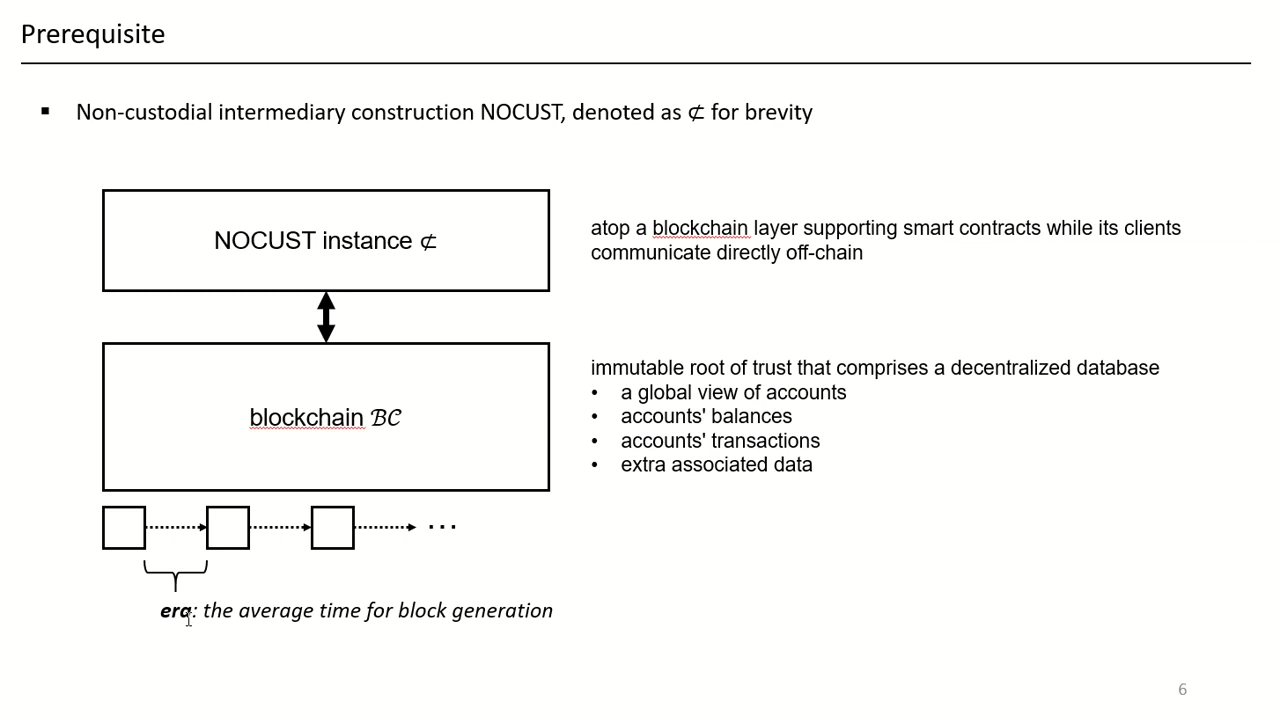 Prerequisite
▪ Non-custodial intermediary construction NOCUST, denoted as ⊄ for brevity
NOCUST instance ⊄
atop a blockchain layer supporting smart contracts while its clients
communicate directly off-chain
blockchain ℬ𝒞
immutable root of trust that comprises a decentralized database
• a global view of accounts
• accounts' balances
• accounts' transactions
• extra associated data
...
era: the average time for block generation
6